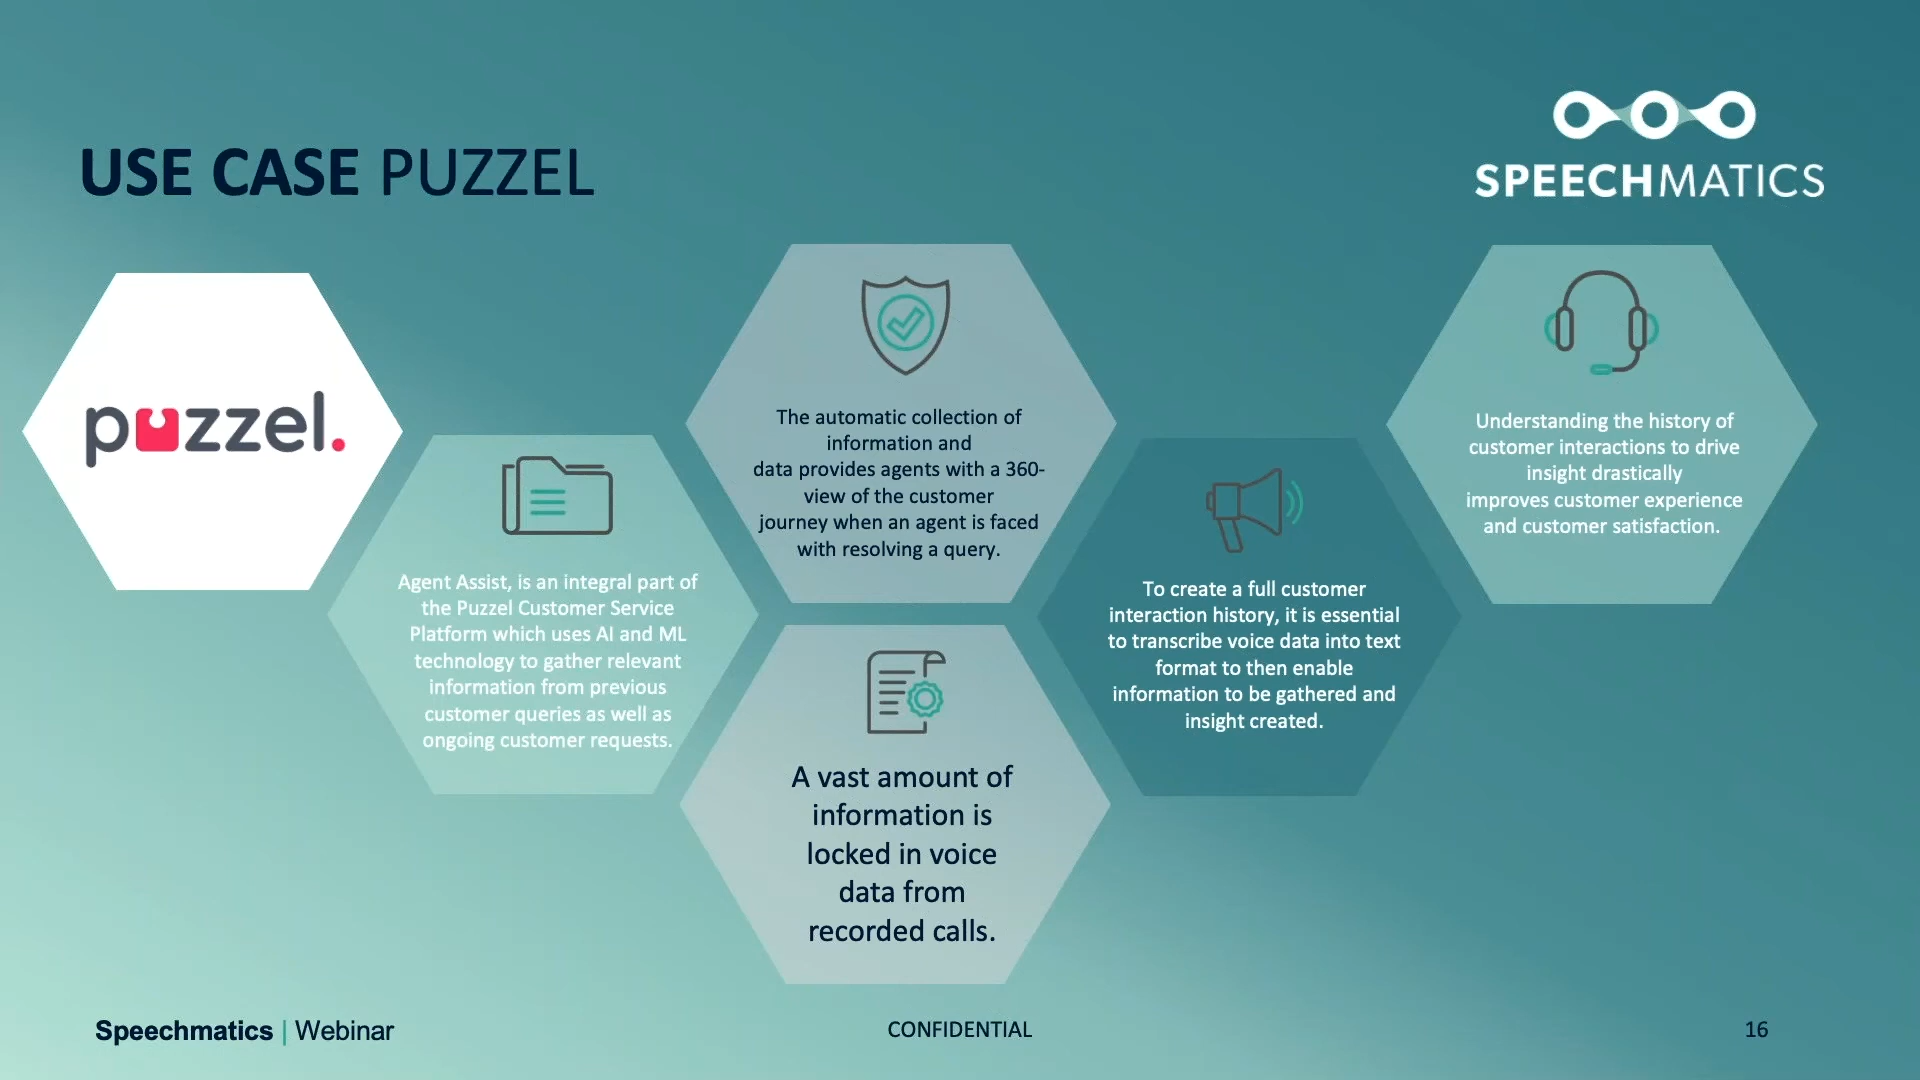 USE CASE PUZZEL
SPEECHMATICS
puzzel.
Agent Assist, is an integral part of
the Puzzel Customer Service
Platform which uses AI and ML
technology to gather relevant
information from previous
customer queries as well as
ongoing customer requests.
The automatic collection of
information and
data provides agents with a 360-
view of the customer
journey when an agent is faced
with resolving a query.
A vast amount of
information is
locked in voice
data from
recorded calls.
To create a full customer
interaction history, it is essential
to transcribe voice data into text
format to then enable
information to be gathered and
insight created.
Understanding the history of
customer interactions to drive
insight drastically
improves customer experience
and customer satisfaction.
Speechmatics | Webinar
CONFIDENTIAL
16